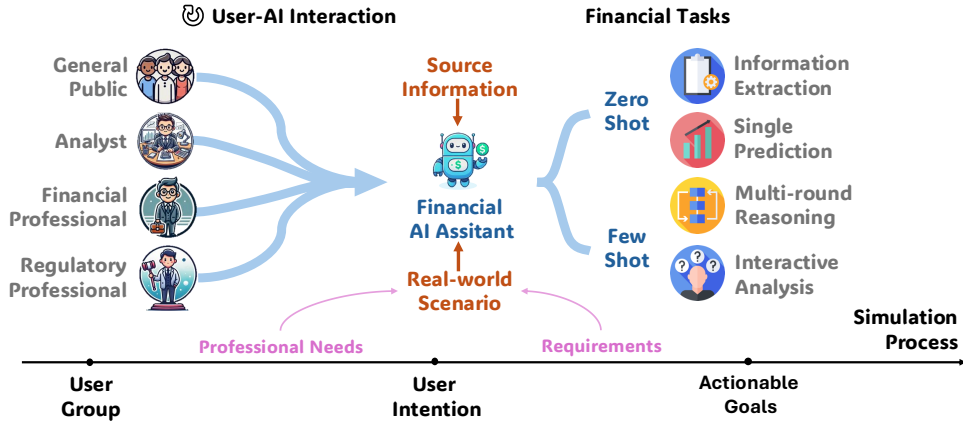 User-AI Interaction
Financial Tasks
General
Public
Analyst
Financial
Professional
Regulatory
Professional
Source
Information
$
$
Financial
AI Assitant
Real-world
Scenario
Zero
Shot
Few
Shot
Information
Extraction
Single
Prediction
Multi-round
Reasoning
? ? ?
Interactive
Analysis
Professional Needs
Requirements
Simulation
Process
User
Group
User
Intention
Actionable
Goals